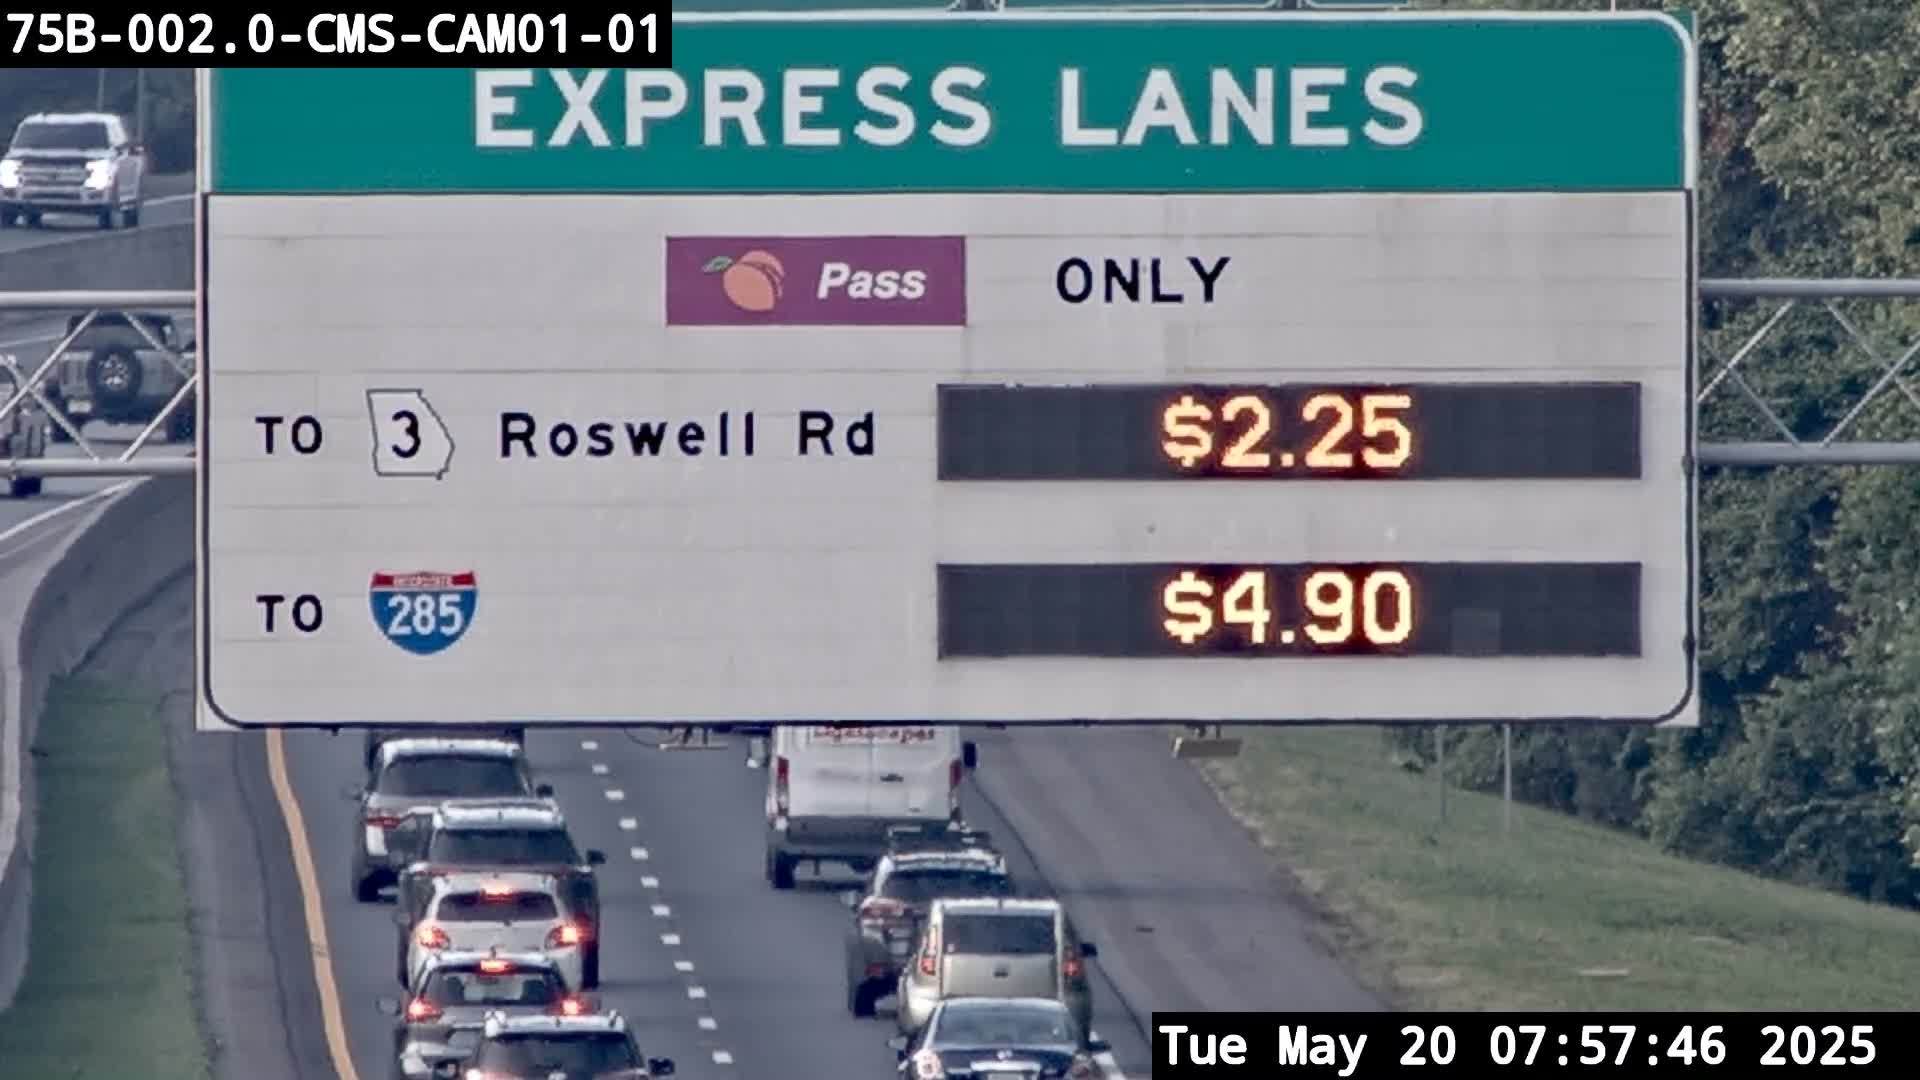 75B-002.0-CMS-CAM01-01
EXPRESS LANES
Pass ONLY
TO 3 Roswell Rd $2.25
TO INTERSTATE 285 $4.90
Tue May 20 07:57:46 2025